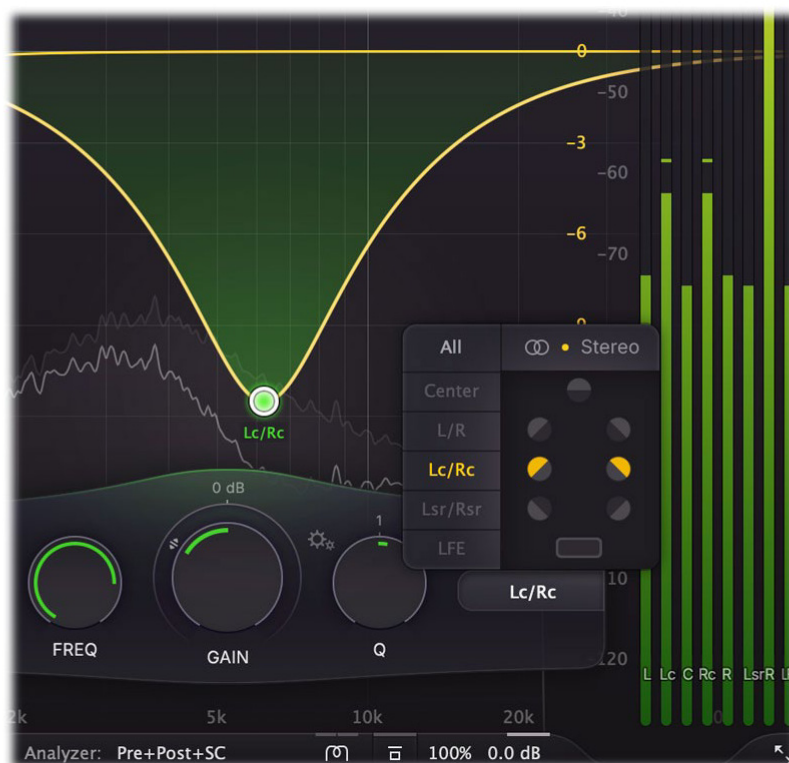 -40
0
-50
-3
-60
-6
-70
All
Stereo
Center
L/R
Lc/Rc
Lc/Rc
Lsr/Rsr
LFE
0 dB
1
Lc/Rc
10
FREQ
GAIN
Q
120
L Lc C Rc R LsrR
2k
5k
10k
20k
0
Analyzer: Pre+Post+SC
100%
0.0 dB